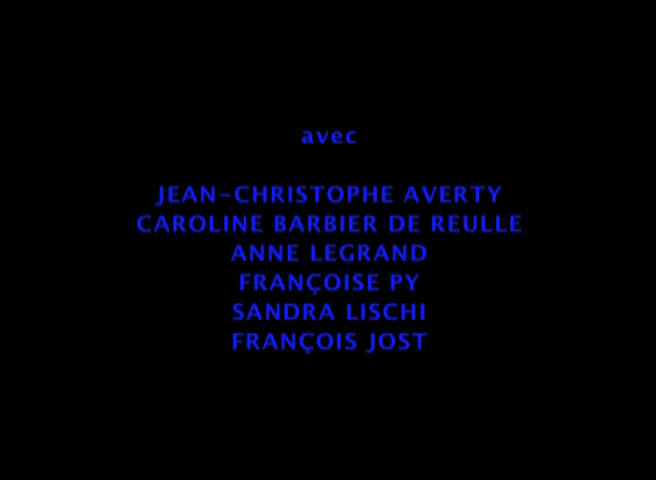 avec
JEAN-CHRISTOPHE AVERTY
CAROLINE BARBIER DE REULLE
ANNE LEGRAND
FRANÇOISE PY
SANDRA LISCHI
FRANÇOIS JOST